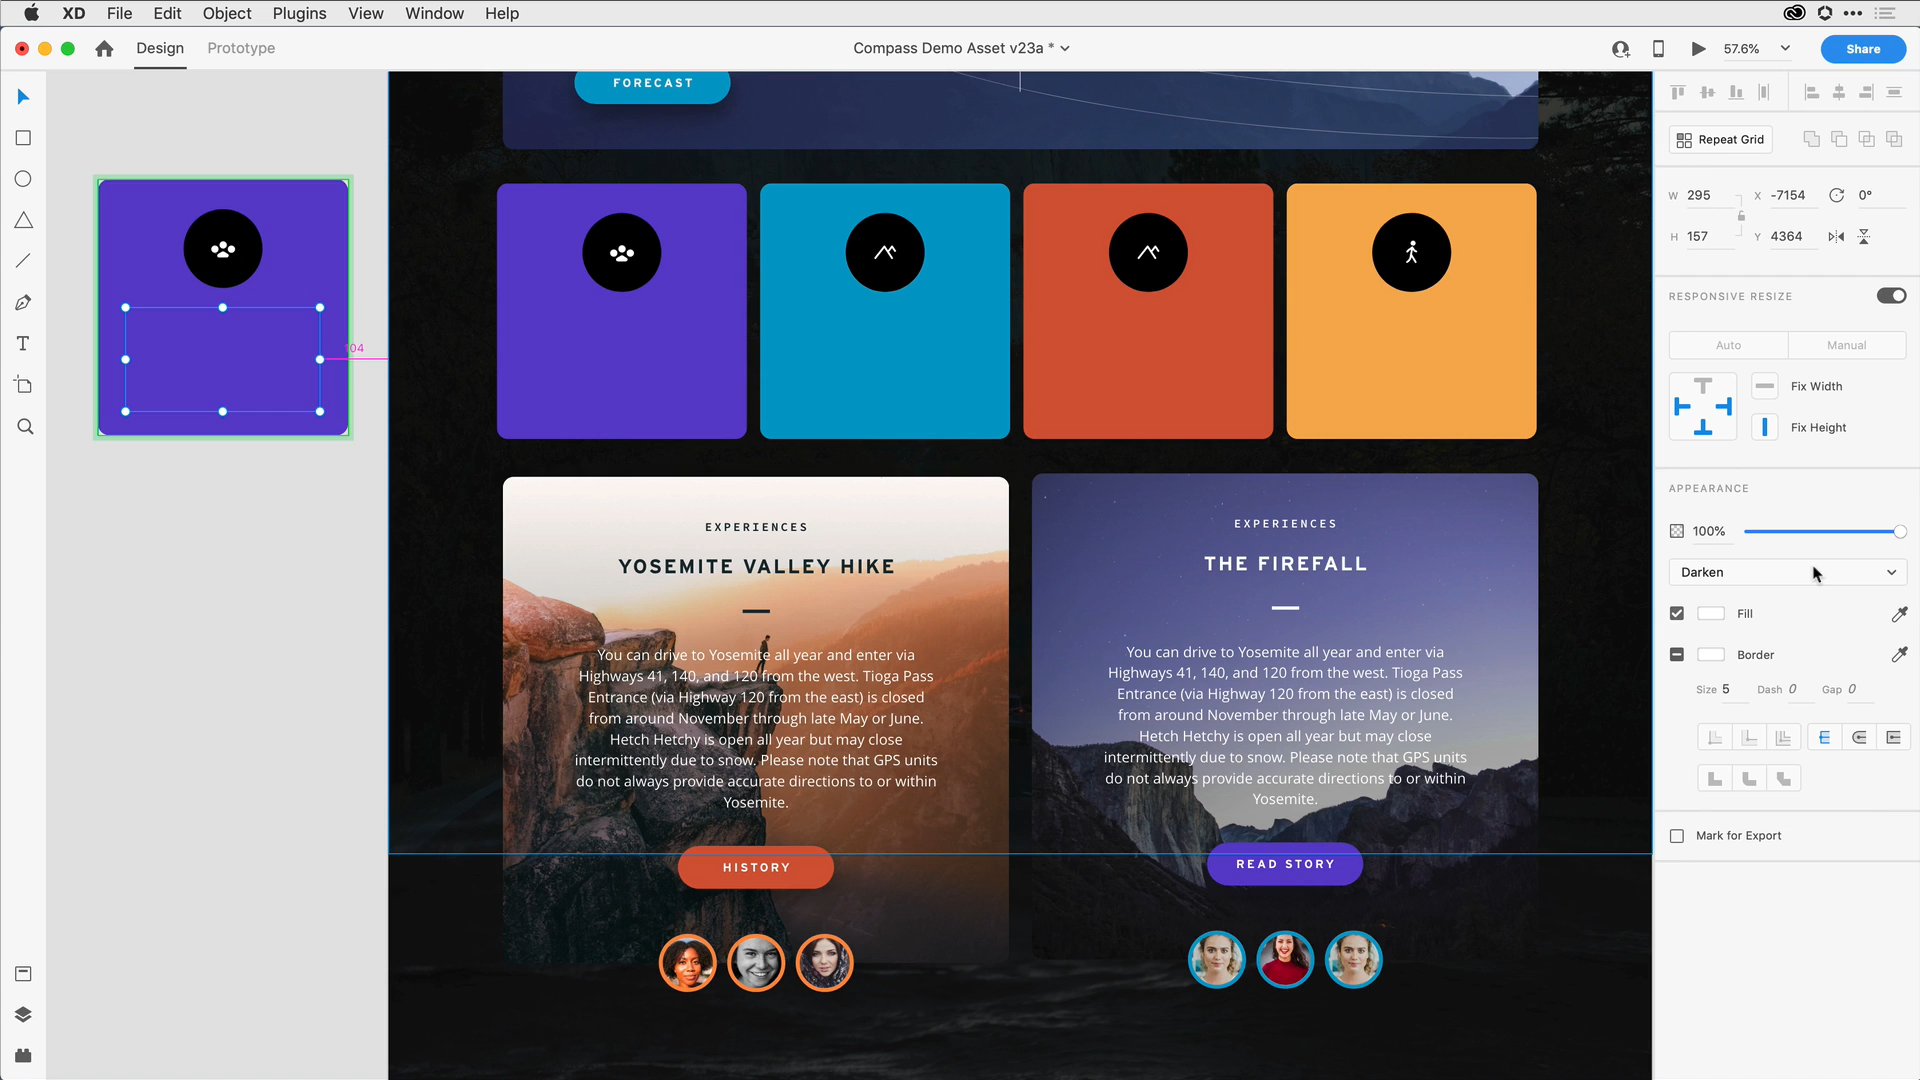 XD File Edit Object Plugins View Window Help
Design Prototype Compass Demo Asset v23a * 57.6% Share
FORECAST
Repeat Grid
W 295 X -7154 0°
H 157 Y 4364
RESPONSIVE RESIZE
104
Auto Manual
Fix Width
Fix Height
APPEARANCE
100%
Darken
Fill
Border
Size 5 Dash 0 Gap 0
Mark for Export
EXPERIENCES
YOSEMITE VALLEY HIKE
You can drive to Yosemite all year and enter via
Highways 41, 140, and 120 from the west. Tioga Pass
Entrance (via Highway 120 from the east) is closed
from around November through late May or June.
Hetch Hetchy is open all year but may close
intermittently due to snow. Please note that GPS units
do not always provide accurate directions to or within
Yosemite.
HISTORY
EXPERIENCES
THE FIREFALL
You can drive to Yosemite all year and enter via
Highways 41, 140, and 120 from the west. Tioga Pass
Entrance (via Highway 120 from the east) is closed
from around November through late May or June.
Hetch Hetchy is open all year but may close
intermittently due to snow. Please note that GPS units
do not always provide accurate directions to or within
Yosemite.
READ STORY